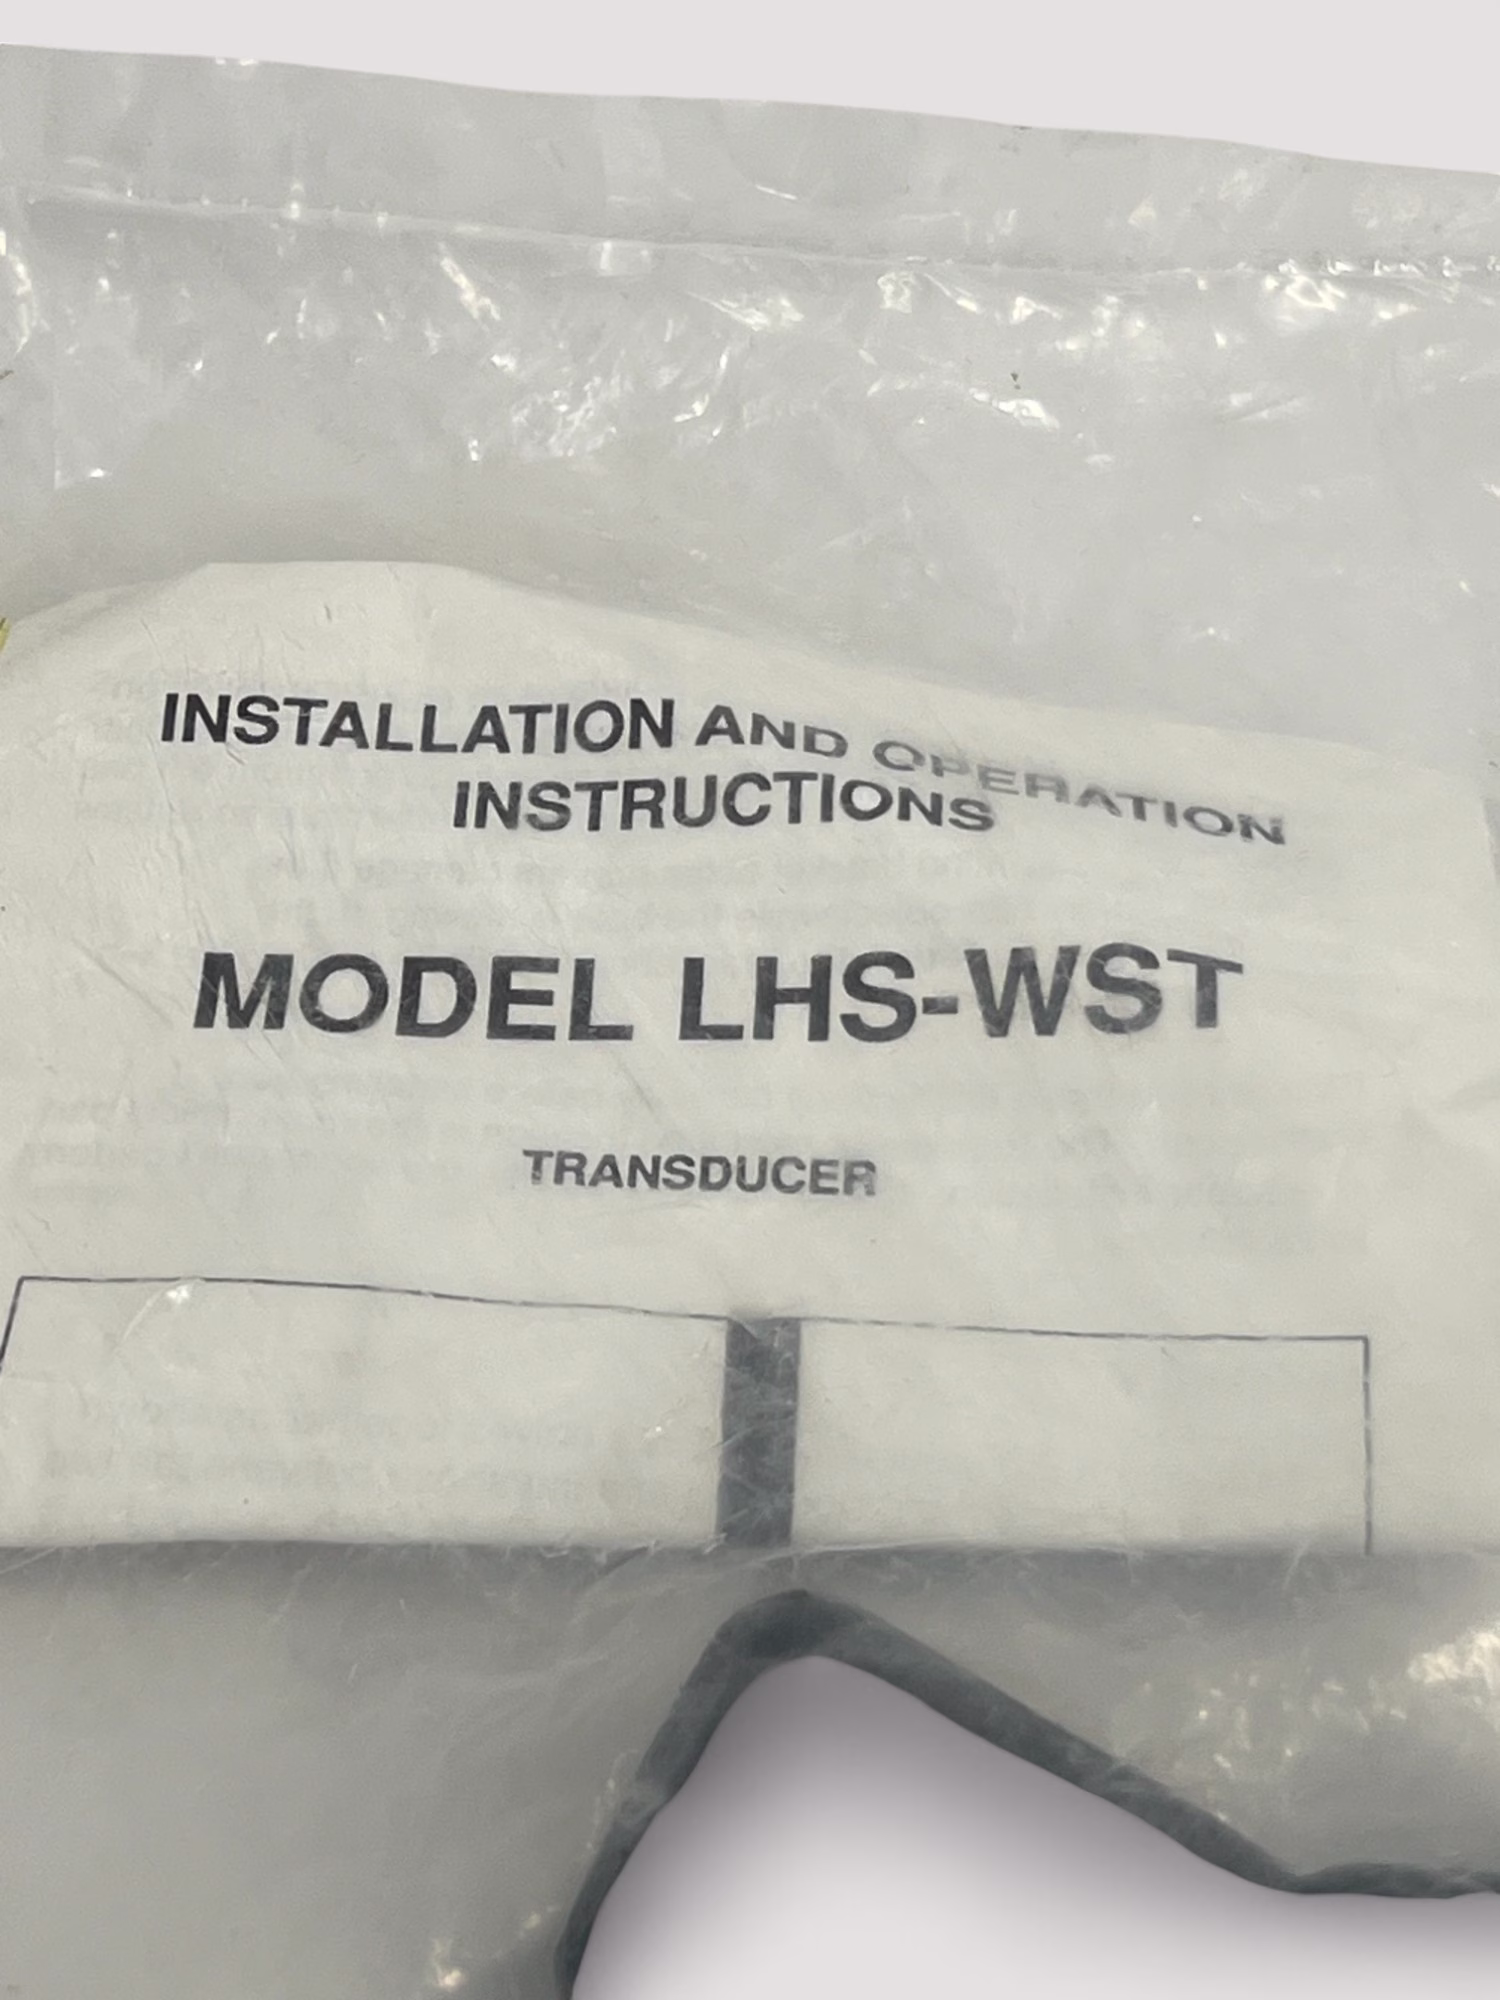 INSTALLATION AND OPERATION
INSTRUCTIONS
MODEL LHS-WST
TRANSDUCER